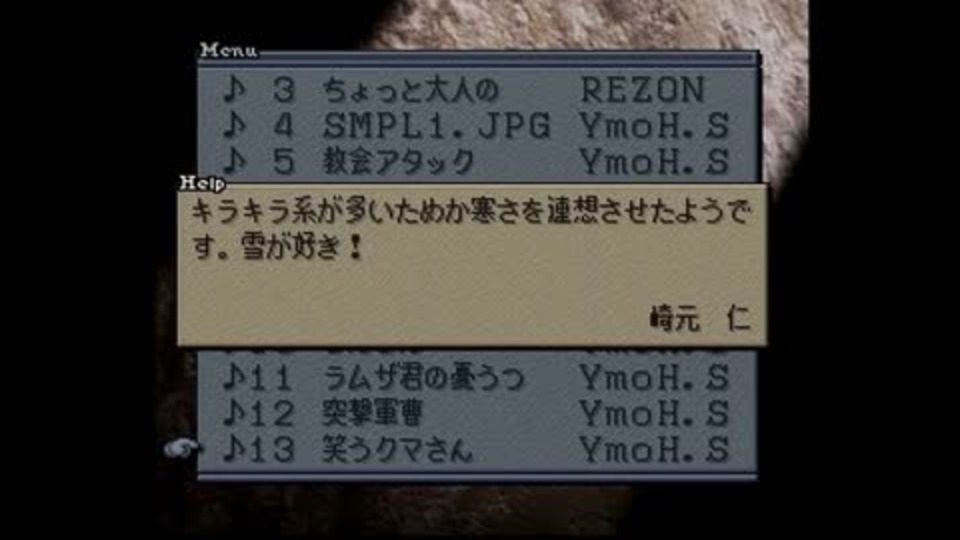 Menu
♪ 3 ちょっと大人の REZON
♪ 4 SMPL1.JPG YmoH.S
♪ 5 教会アタック YmoH.S
Help
キラキラ系が多いためか寒さを連想させたようで
す。雪が好き！
崎元 仁
♪11 ラムザ君の憂うつ YmoH.S
♪12 突撃軍曹 YmoH.S
♪13 笑うクマさん YmoH.S